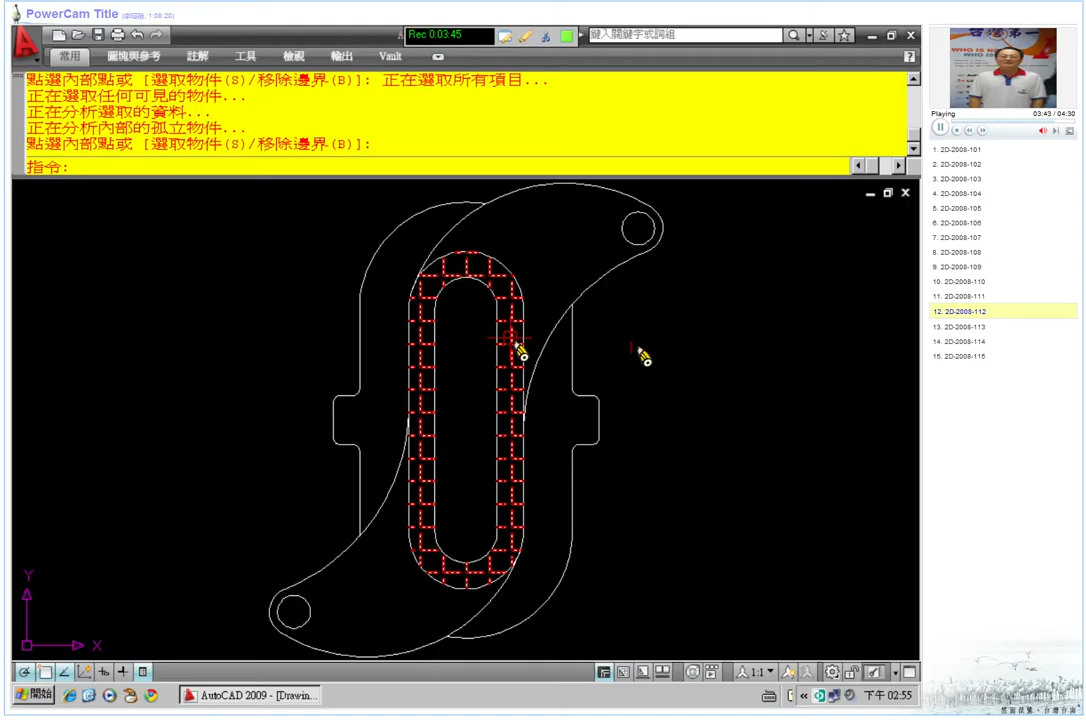 PowerCam Title (李昭融, 1:08.20)
Rec 0:03:45
鍵入關鍵字或詞組
常用 圖塊與參考 註解 工具 檢視 輸出 Vault
點選內部點或 [選取物件(S)/移除邊界(B)]: 正在選取所有項目...
正在選取任何可見的物件...
正在分析選取的資料...
正在分析內部的孤立物件...
點選內部點或 [選取物件(S)/移除邊界(B)]:
指令:
Y
X
1:1
開始
AutoCAD 2009 - [Drawin...
下午 02:55
WHO IS NO
Playing
03:43 / 04:30
1. 2D-2008-101
2. 2D-2008-102
3. 2D-2008-103
4. 2D-2008-104
5. 2D-2008-105
6. 2D-2008-106
7. 2D-2008-107
8. 2D-2008-108
9. 2D-2008-109
10. 2D-2008-110
11. 2D-2008-111
12. 2D-2008-112
13. 2D-2008-113
14. 2D-2008-114
15. 2D-2008-115